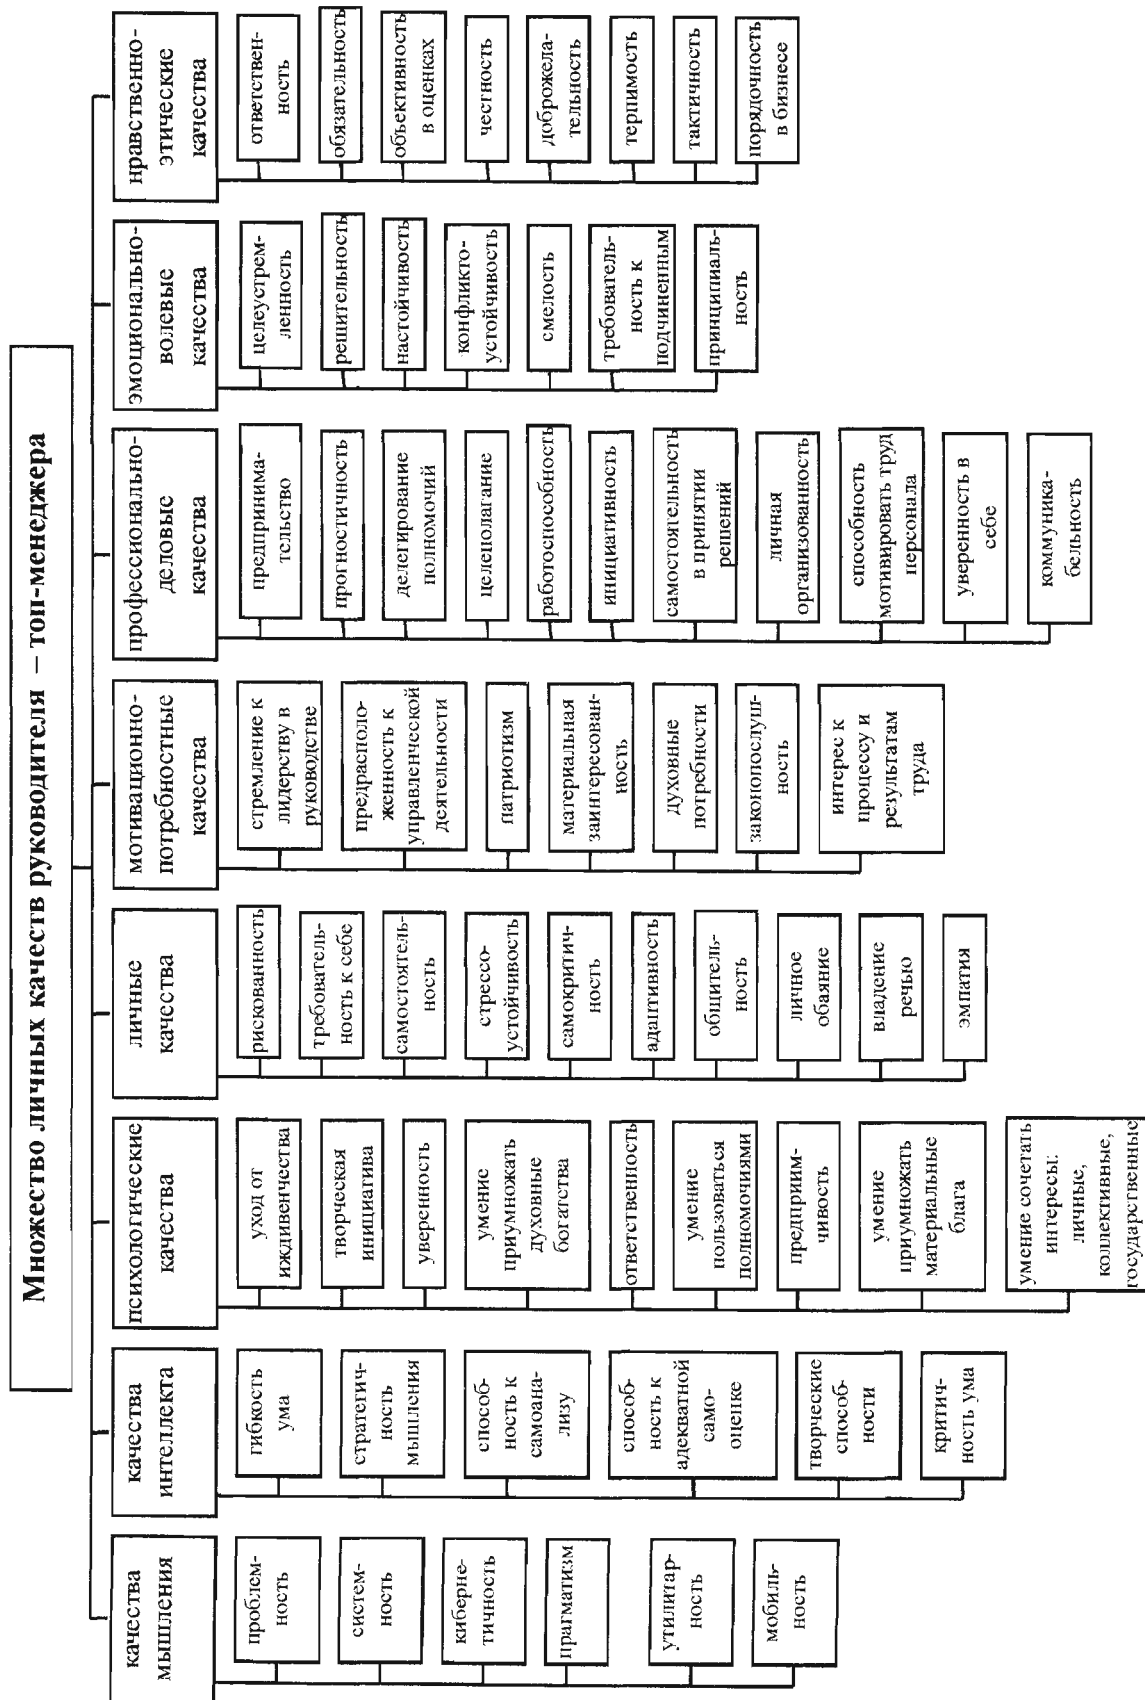 Множество личных качеств руководителя – топ-менеджера
качества
мышления
проблем-
ность
систем-
ность
киберне-
тичность
прагматизм
утилитар-
ность
мобиль-
ность
качества
интеллекта
гибкость
ума
стратегич-
ность
мышления
способ-
ность к
самоана-
лизу
способ-
ность к
адекватной
само-
оценке
творческие
способ-
ности
критич-
ность ума
психологические
качества
уход от
иждивенчества
творческая
инициатива
уверенность
умение
приумножать
духовные
богатства
ответственность
умение
пользоваться
полномочиями
предприим-
чивость
умение
приумножать
материальные
блага
умение сочетать
интересы:
личные,
коллективные,
государственные
личные
качества
рискованность
требователь-
ность к себе
самостоятель-
ность
стрессо-
устойчивость
самокритич-
ность
адаптивность
общитель-
ность
личное
обаяние
владение
речью
эмпатия
мотивационно-
потребностные
качества
стремление к
лидерству в
руководстве
предрасполо-
женность к
управленческой
деятельности
патриотизм
материальная
заинтересован-
ность
духовные
потребности
законопослуш-
ность
интерес к
процессу и
результатам
труда
профессионально-
деловые
качества
предпринима-
тельство
прогностичность
делегирование
полномочий
целеполагание
работоспособность
инициативность
самостоятельность
в принятии
решений
личная
организованность
способность
мотивировать труд
персонала
уверенность в
себе
коммуника-
бельность
эмоционально-
волевые
качества
целеустрем-
ленность
решительность
настойчивость
конфликто-
устойчивость
смелость
требователь-
ность к
подчиненным
принципиаль-
ность
нравственно-
этические
качества
ответствен-
ность
обязательность
объективность
в оценках
честность
доброжела-
тельность
терпимость
тактичность
порядочность
в бизнесе